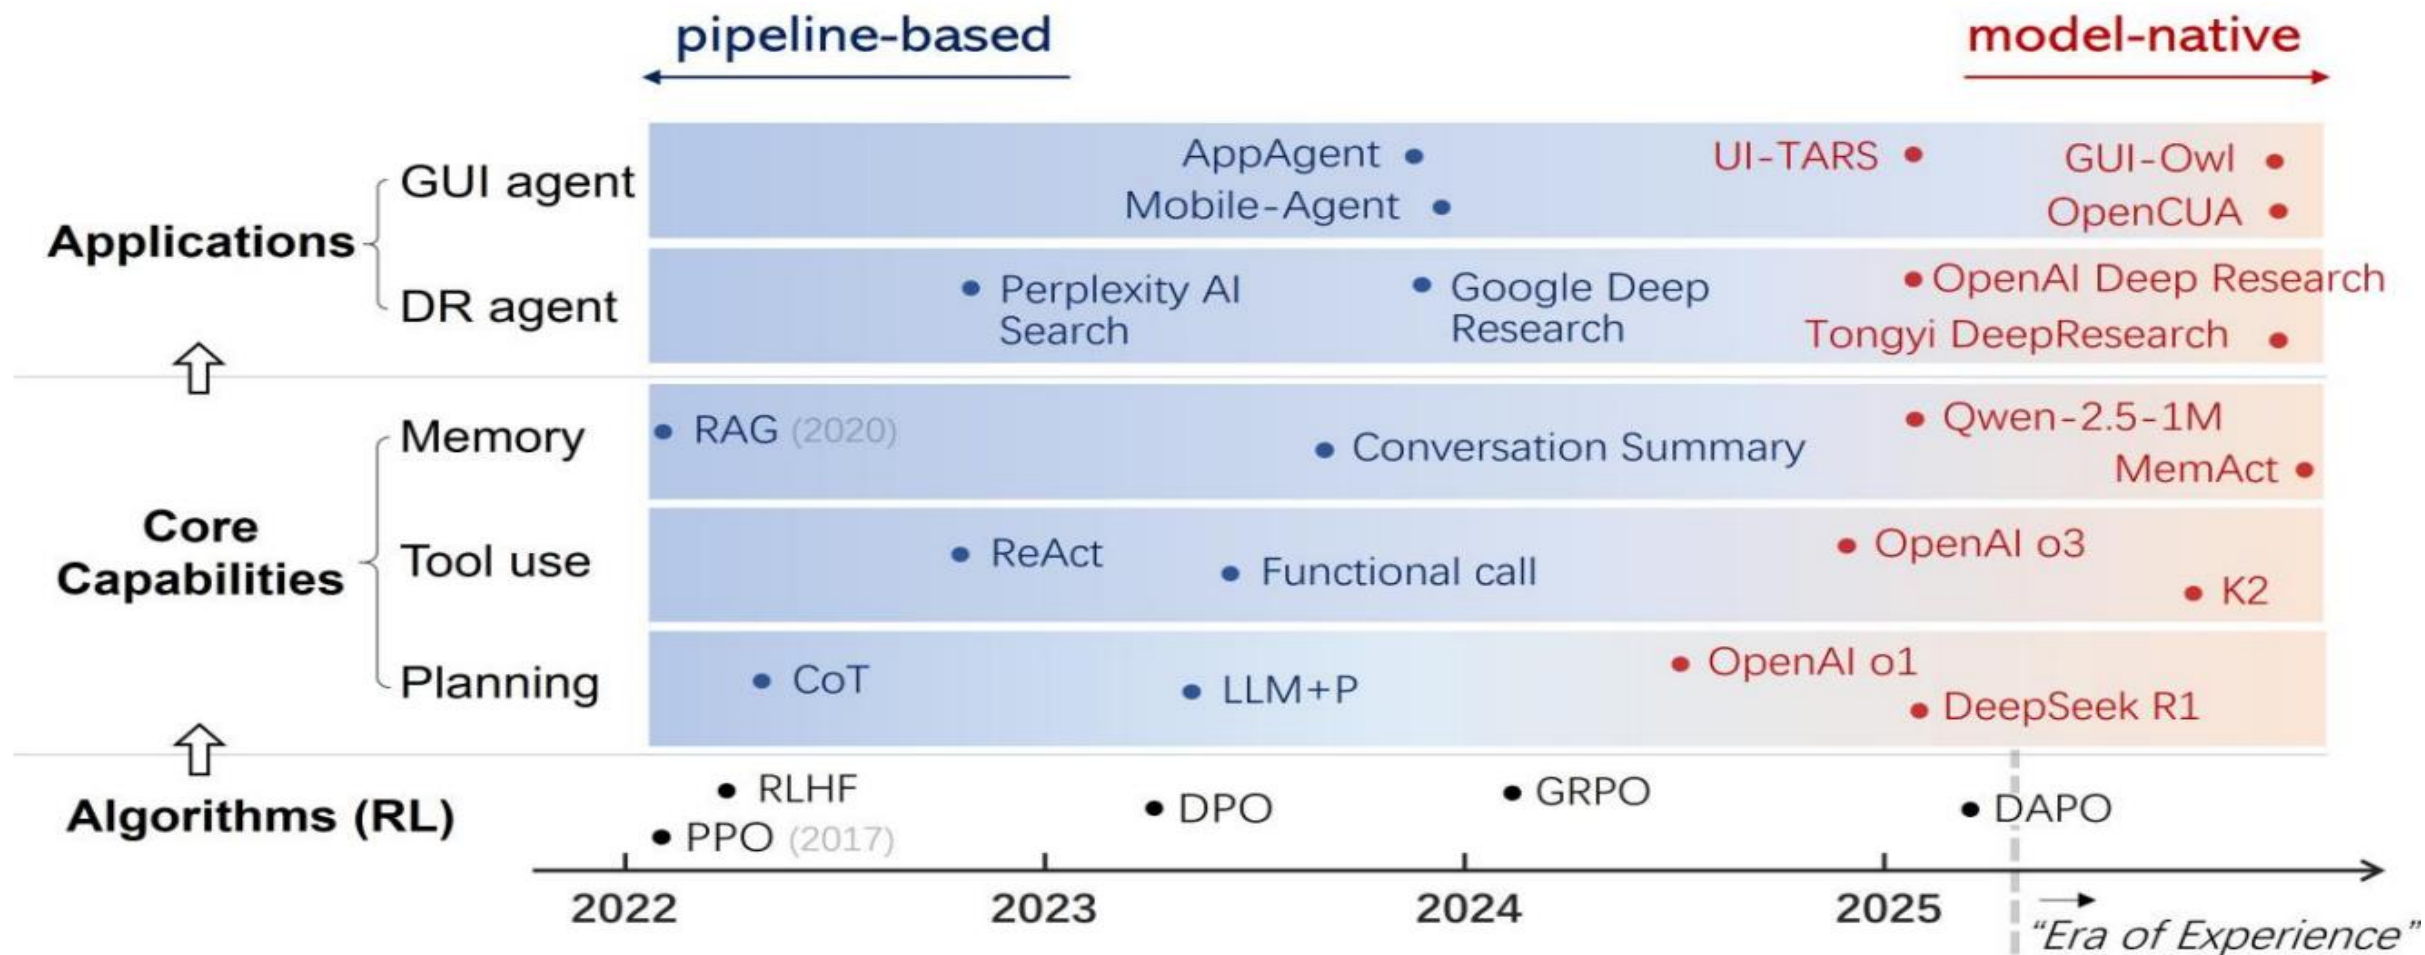 pipeline-based
model-native
Applications
GUI agent
AppAgent
Mobile-Agent
UI-TARS
GUI-Owl
OpenCUA
DR agent
Perplexity AI
Search
Google Deep
Research
OpenAI Deep Research
Tongyi DeepResearch
Core
Capabilities
Memory
RAG (2020)
Conversation Summary
Qwen-2.5-1M
MemAct
Tool use
ReAct
Functional call
OpenAI o3
K2
Planning
CoT
LLM+P
OpenAI o1
DeepSeek R1
Algorithms (RL)
RLHF
PPO (2017)
DPO
GRPO
DAPO
2022
2023
2024
2025
“Era of Experience”